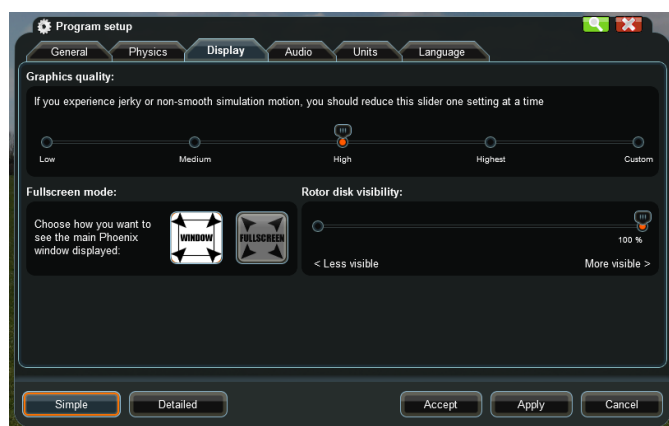 Program setup
General Physics Display Audio Units Language
Graphics quality:
If you experience jerky or non-smooth simulation motion, you should reduce this slider one setting at a time
Low Medium High Highest Custom
Fullscreen mode:
Choose how you want to
see the main Phoenix
window displayed:
WINDOW FULLSCREEN
Rotor disk visibility:
100 %
< Less visible More visible >
Simple Detailed Accept Apply Cancel